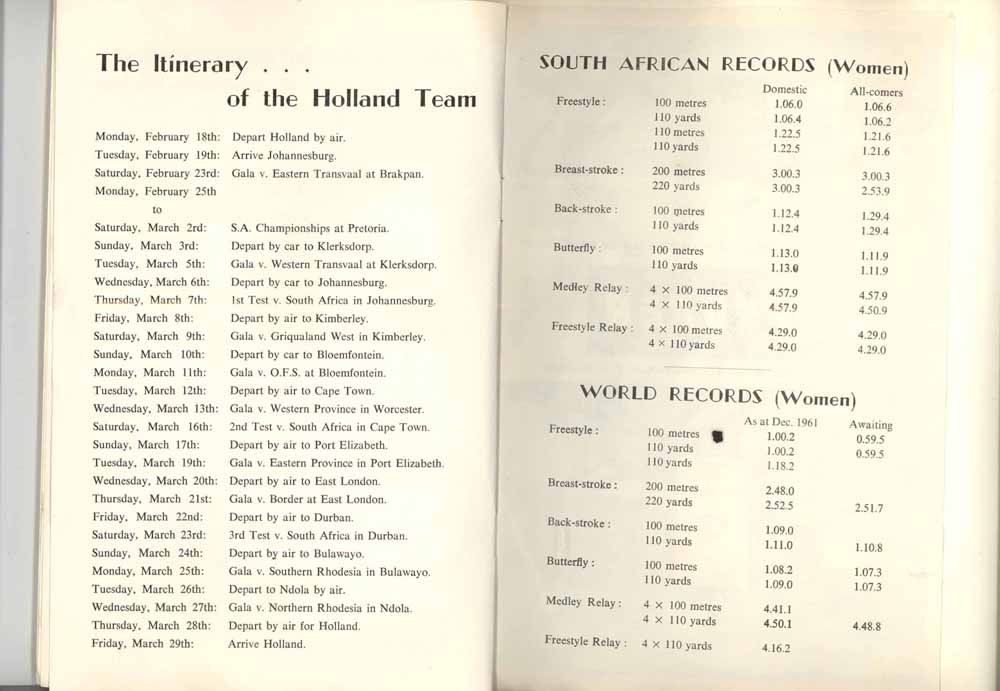 The Itinerary . . .
of the Holland Team
Monday, February 18th: Depart Holland by air.
Tuesday, February 19th: Arrive Johannesburg.
Saturday, February 23rd: Gala v. Eastern Transvaal at Brakpan.
Monday, February 25th
to
Saturday, March 2rd: S.A. Championships at Pretoria.
Sunday, March 3rd: Depart by car to Klerksdorp.
Tuesday, March 5th: Gala v. Western Transvaal at Klerksdorp.
Wednesday, March 6th: Depart by car to Johannesburg.
Thursday, March 7th: 1st Test v. South Africa in Johannesburg.
Friday, March 8th: Depart by air to Kimberley.
Saturday, March 9th: Gala v. Griqualand West in Kimberley.
Sunday, March 10th: Depart by car to Bloemfontein.
Monday, March 11th: Gala v. O.F.S. at Bloemfontein.
Tuesday, March 12th: Depart by air to Cape Town.
Wednesday, March 13th: Gala v. Western Province in Worcester.
Saturday, March 16th: 2nd Test v. South Africa in Cape Town.
Sunday, March 17th: Depart by air to Port Elizabeth.
Tuesday, March 19th: Gala v. Eastern Province in Port Elizabeth.
Wednesday, March 20th: Depart by air to East London.
Thursday, March 21st: Gala v. Border at East London.
Friday, March 22nd: Depart by air to Durban.
Saturday, March 23rd: 3rd Test v. South Africa in Durban.
Sunday, March 24th: Depart by air to Bulawayo.
Monday, March 25th: Gala v. Southern Rhodesia in Bulawayo.
Tuesday, March 26th: Depart to Ndola by air.
Wednesday, March 27th: Gala v. Northern Rhodesia in Ndola.
Thursday, March 28th: Depart by air for Holland.
Friday, March 29th: Arrive Holland.
SOUTH AFRICAN RECORDS (Women)
Domestic All-comers
Freestyle: 100 metres 1.06.0 1.06.6
110 yards 1.06.4 1.06.2
110 metres 1.22.5 1.21.6
110 yards 1.22.5 1.21.6
Breast-stroke: 200 metres 3.00.3 3.00.3
220 yards 3.00.3 2.53.9
Back-stroke: 100 metres 1.12.4 1.29.4
110 yards 1.12.4 1.29.4
Butterfly: 100 metres 1.13.0 1.11.9
110 yards 1.13.0 1.11.9
Medley Relay: 4 × 100 metres 4.57.9 4.57.9
4 × 110 yards 4.57.9 4.50.9
Freestyle Relay: 4 × 100 metres 4.29.0 4.29.0
4 × 110 yards 4.29.0 4.29.0
WORLD RECORDS (Women)
As at Dec. 1961 Awaiting
Freestyle: 100 metres 1.00.2 0.59.5
110 yards 1.00.2 0.59.5
110 yards 1.18.2
Breast-stroke: 200 metres 2.48.0
220 yards 2.52.5 2.51.7
Back-stroke: 100 metres 1.09.0
110 yards 1.11.0 1.10.8
Butterfly: 100 metres 1.08.2 1.07.3
110 yards 1.09.0 1.07.3
Medley Relay: 4 × 100 metres 4.41.1
4 × 110 yards 4.50.1 4.48.8
Freestyle Relay: 4 × 110 yards 4.16.2